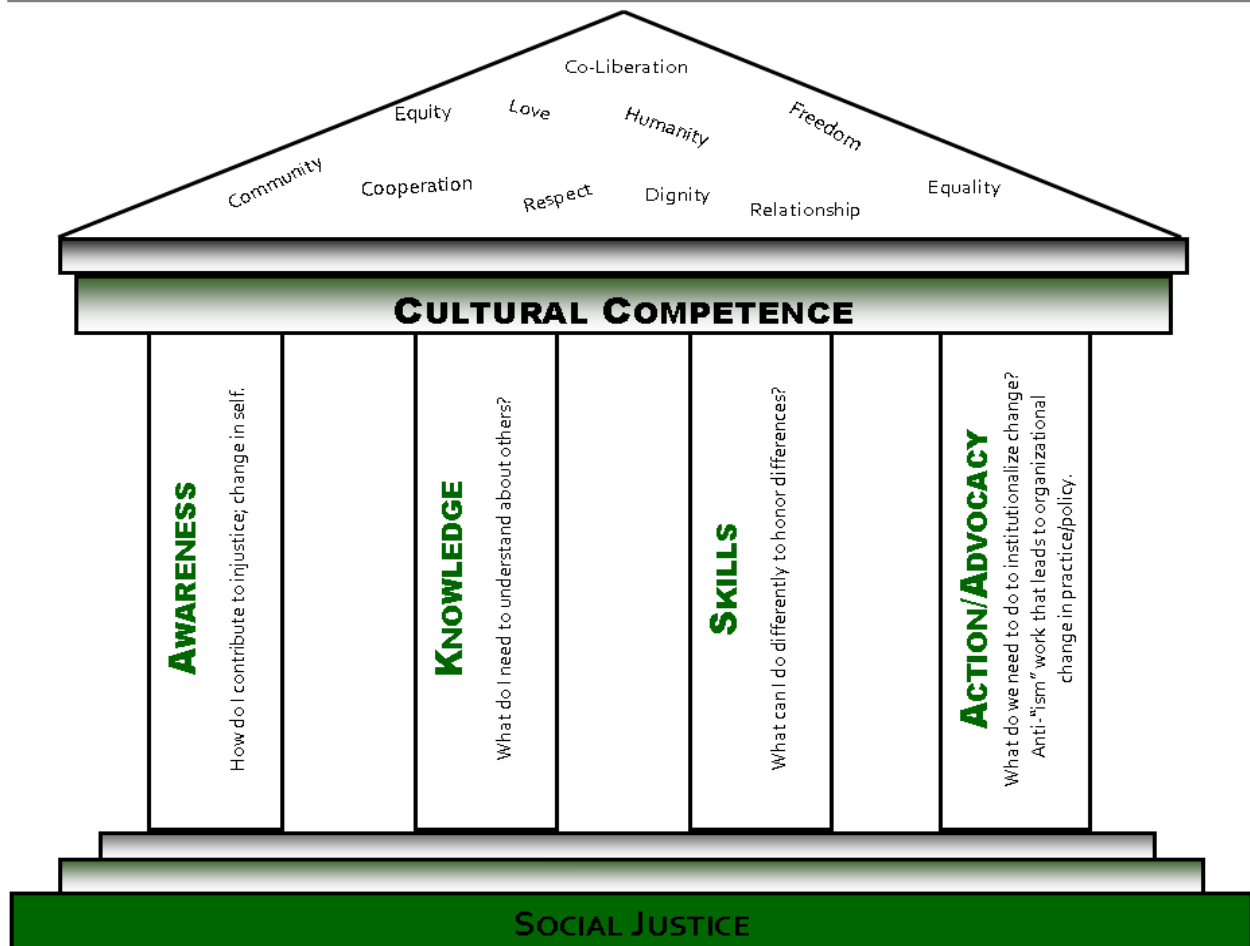 Co-Liberation
Equity
Love
Humanity
Freedom
Community
Cooperation
Respect
Dignity
Relationship
Equality
CULTURAL COMPETENCE
AWARENESS
How do I contribute to injustice; change in self.
KNOWLEDGE
What do I need to understand about others?
SKILLS
What can I do differently to honor differences?
ACTION/ADVOCACY
What do we need to do to institutionalize change?
Anti-“ism” work that leads to organizational
change in practice/policy.
SOCIAL JUSTICE